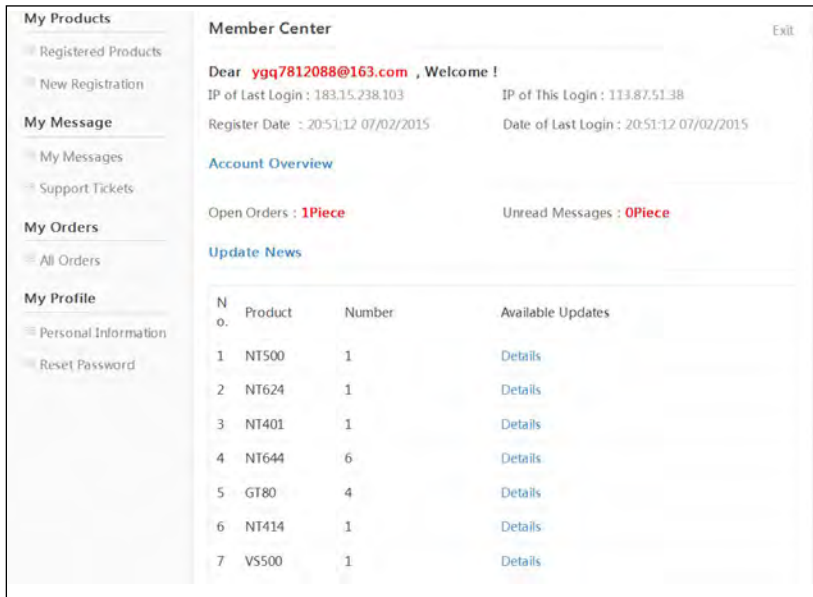 My Products
Registered Products
New Registration
My Message
My Messages
Support Tickets
My Orders
All Orders
My Profile
Personal Information
Reset Password
Member Center
Exit
Dear ygq7812088@163.com , Welcome !
IP of Last Login : 183.15.238.103 IP of This Login : 113.87.51.38
Register Date : 20:51:12 07/02/2015 Date of Last Login : 20:51:12 07/02/2015
Account Overview
Open Orders : 1Piece Unread Messages : 0Piece
Update News
No. Product Number Available Updates
1 NT500 1 Details
2 NT624 1 Details
3 NT401 1 Details
4 NT644 6 Details
5 GT80 4 Details
6 NT414 1 Details
7 VS500 1 Details